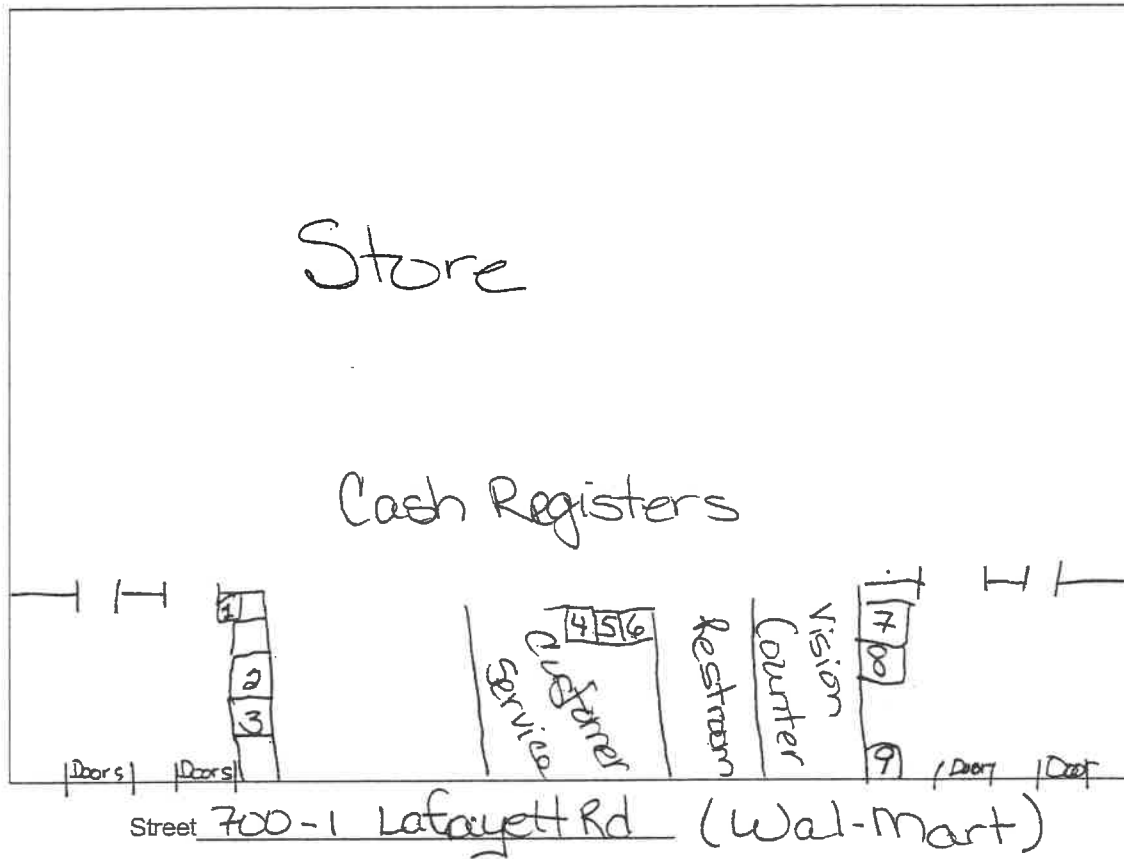 Store
Cash Registers
1
2
3
4 5 6
Customer
Service
Restroom
Vision
Counter
7
8
9
Doors Doors Door Door
Street 700-1 Lafayett Rd (Wal-Mart)